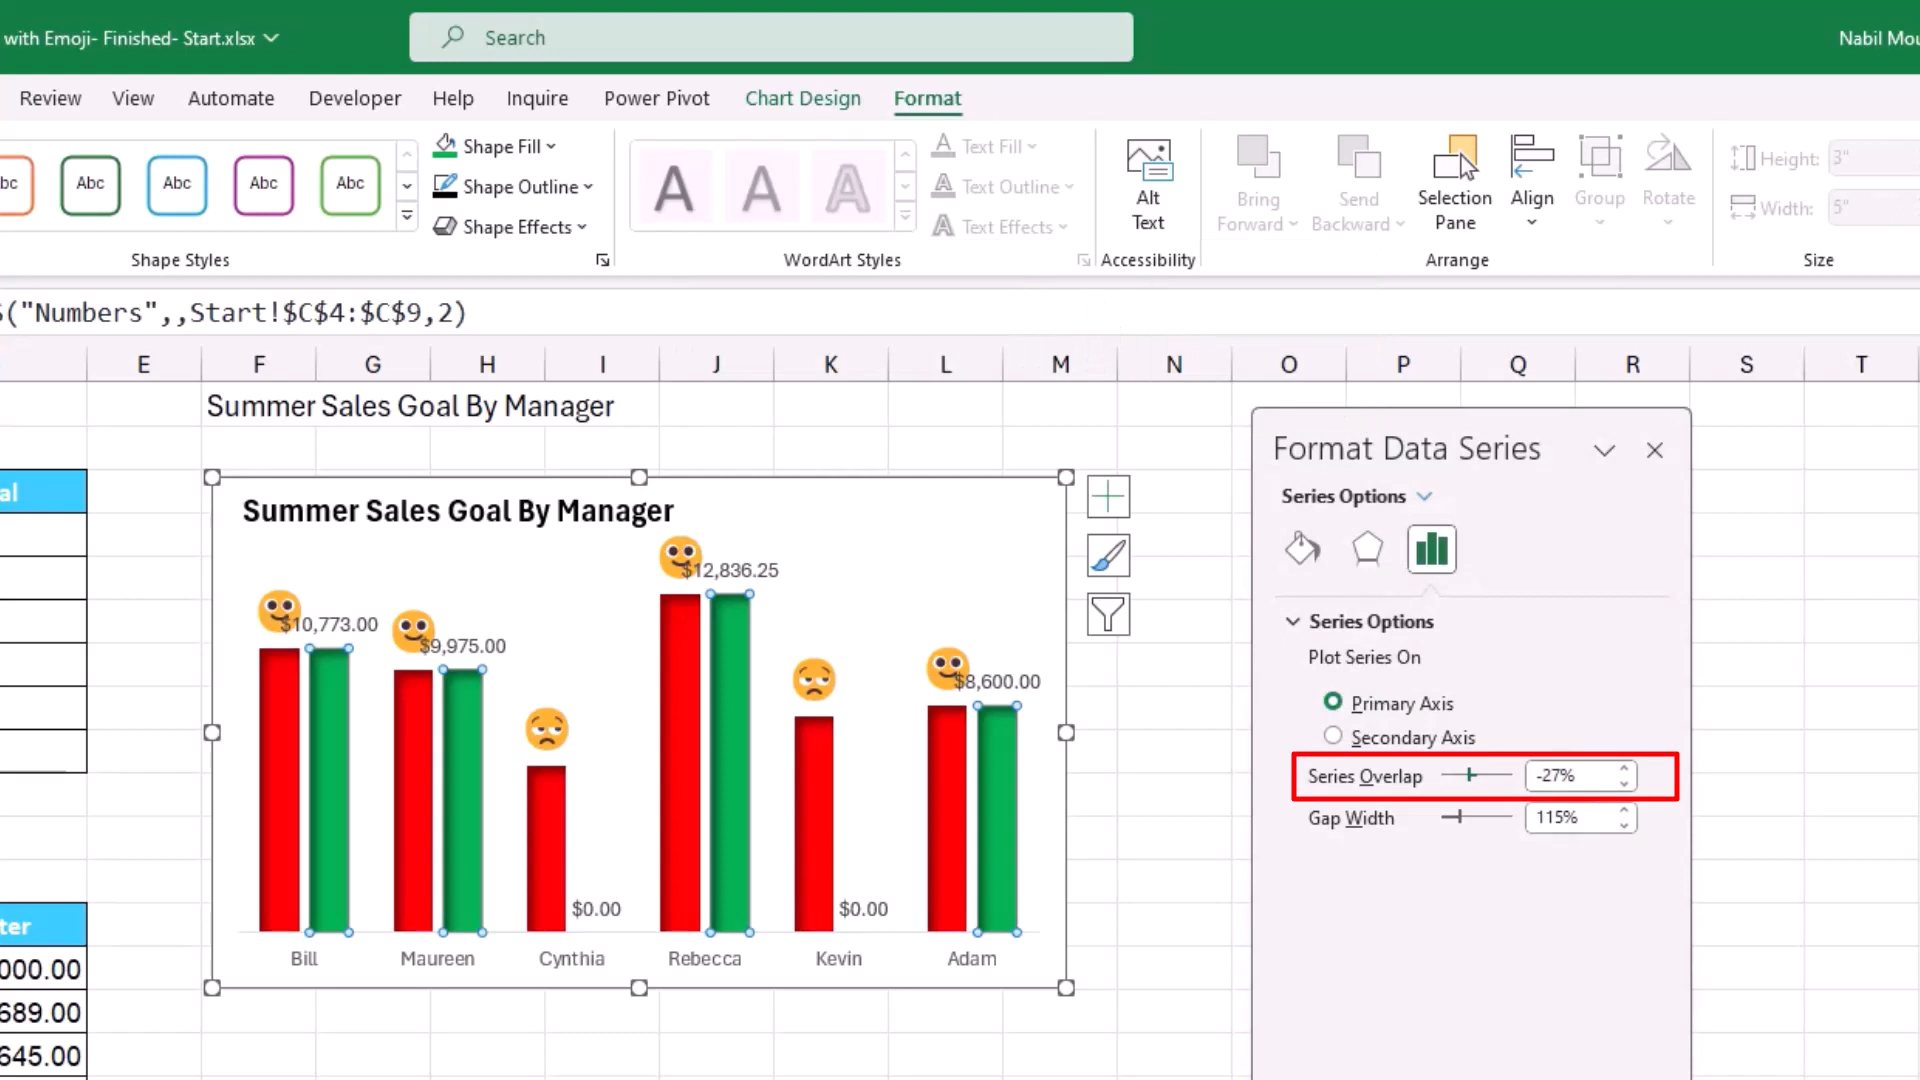 with Emoji- Finished- Start.xlsx
Search
Nabil Mou
Review View Automate Developer Help Inquire Power Pivot Chart Design Format
bc Abc Abc Abc Abc
Shape Fill
Shape Outline
Shape Effects
Shape Styles
A A A
Text Fill
Text Outline
Text Effects
WordArt Styles
Alt Text
Accessibility
Bring Forward
Send Backward
Selection Pane
Align
Group
Rotate
Arrange
Height: 3"
Width: 5"
Size
("Numbers",,Start!$C$4:$C$9,2)
E F G H I J K L M N O P Q R S T
Summer Sales Goal By Manager
al
ter
000.00
689.00
645.00
Summer Sales Goal By Manager
$10,773.00
$9,975.00
$0.00
$12,836.25
$0.00
$8,600.00
Bill Maureen Cynthia Rebecca Kevin Adam
Format Data Series
Series Options
Series Options
Plot Series On
Primary Axis
Secondary Axis
Series Overlap -27%
Gap Width 115%